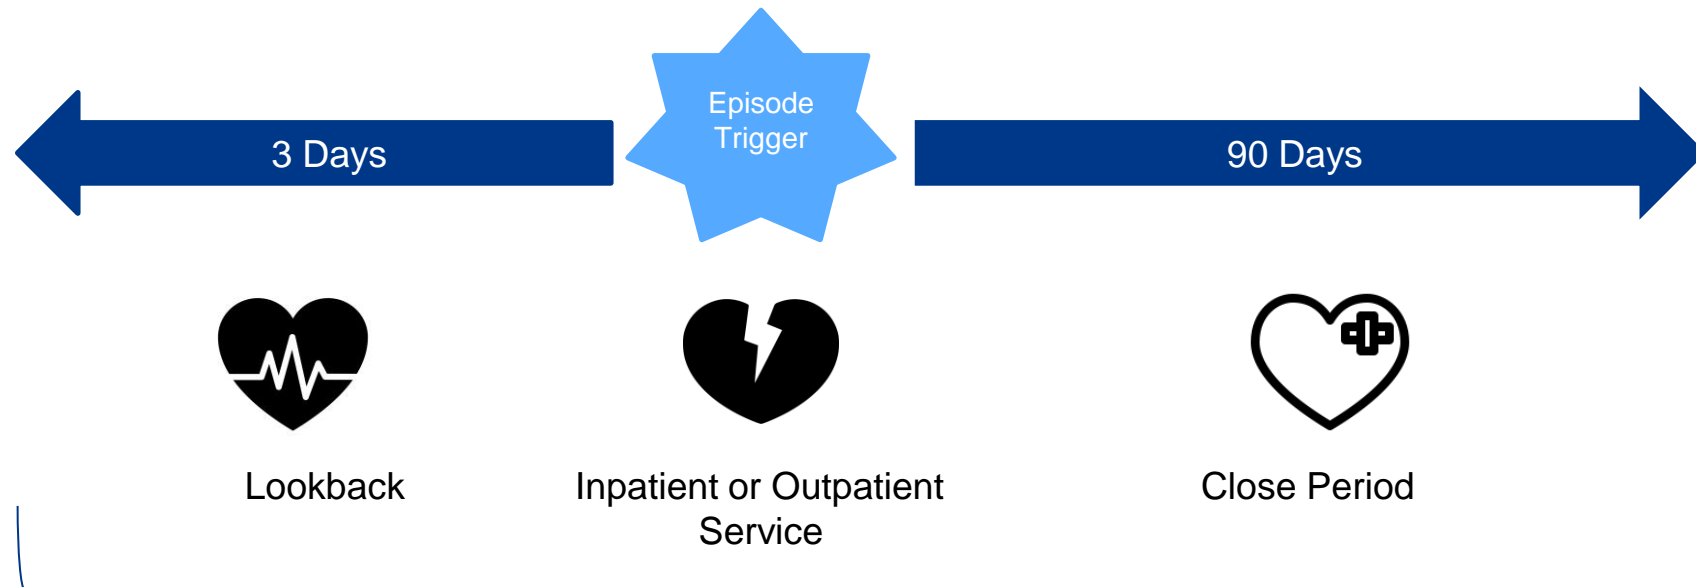 Episode
Trigger
3 Days
90 Days
Lookback
Inpatient or Outpatient
Service
Close Period